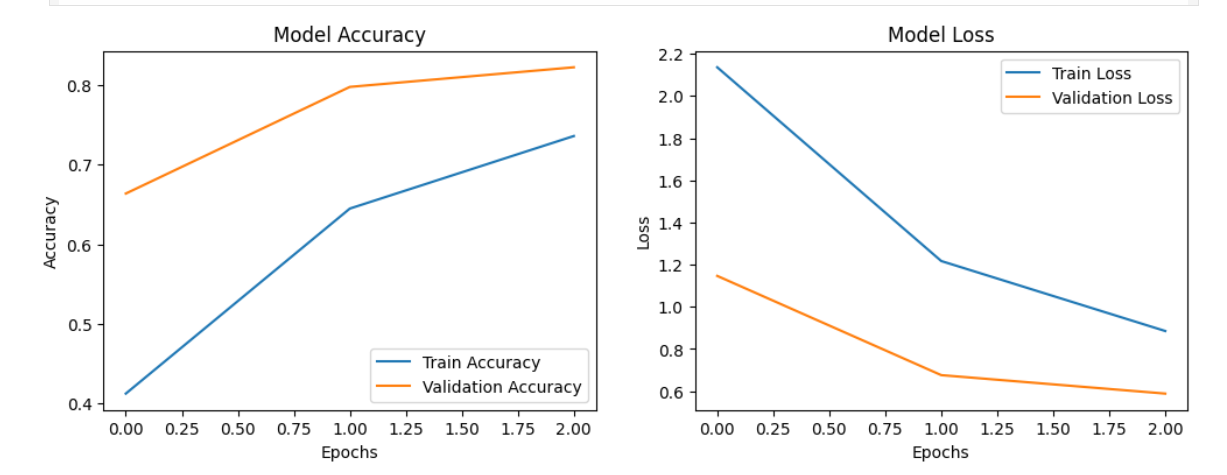 Model Accuracy
0.8
0.7
0.6
0.5
0.4
Accuracy
Train Accuracy
Validation Accuracy
0.00 0.25 0.50 0.75 1.00 1.25 1.50 1.75 2.00
Epochs
Model Loss
2.2
2.0
1.8
1.6
1.4
1.2
1.0
0.8
0.6
Loss
Train Loss
Validation Loss
0.00 0.25 0.50 0.75 1.00 1.25 1.50 1.75 2.00
Epochs